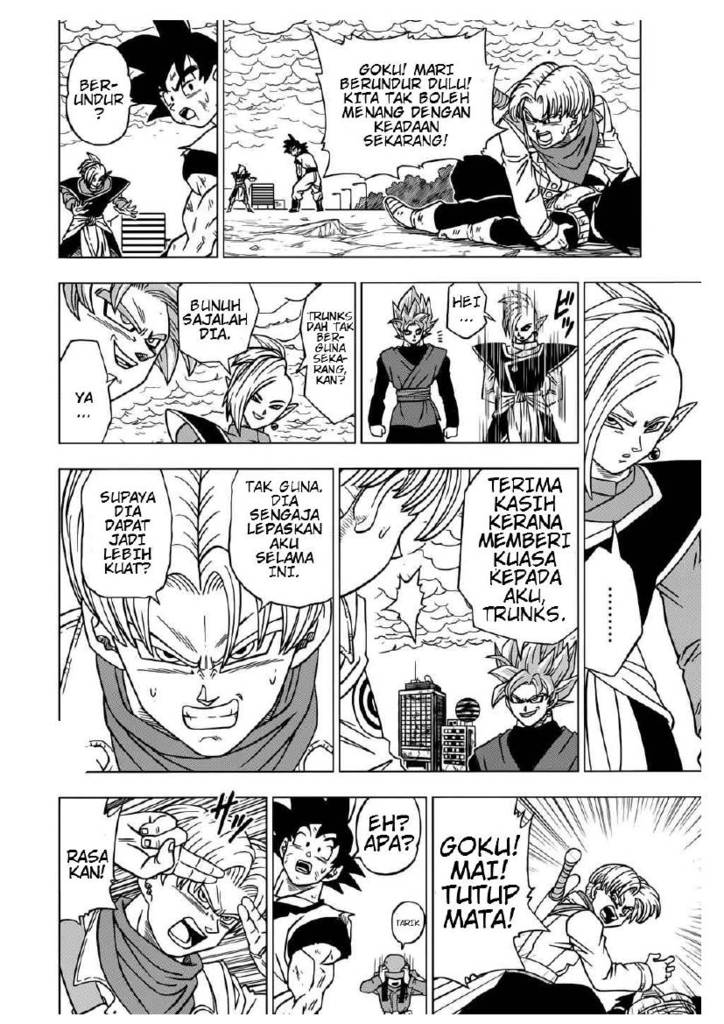 GOKU! MARI
BERUNDUR DULU!
KITA TAK BOLEH
MENANG DENGAN
KEADAAN
SEKARANG!
BER-
UNDUR
?
HEI
...
ビッ
TRUNKS
DAH TAK
BER-
GUNA
SEKA-
RANG,
KAN?
BUNUH
SAJALAH
DIA.
YA
...
.........
TERIMA
KASIH
KERANA
MEMBERI
KUASA
KEPADA
AKU,
TRUNKS.
TAK GUNA.
DIA
SENGAJA
LEPASKAN
AKU
SELAMA
INI.
SUPAYA
DIA
DAPAT
JADI
LEBIH
KUAT?
GOKU!
MAI!
TUTUP
MATA!
EH?
APA?
TARIK
RASA
KAN!